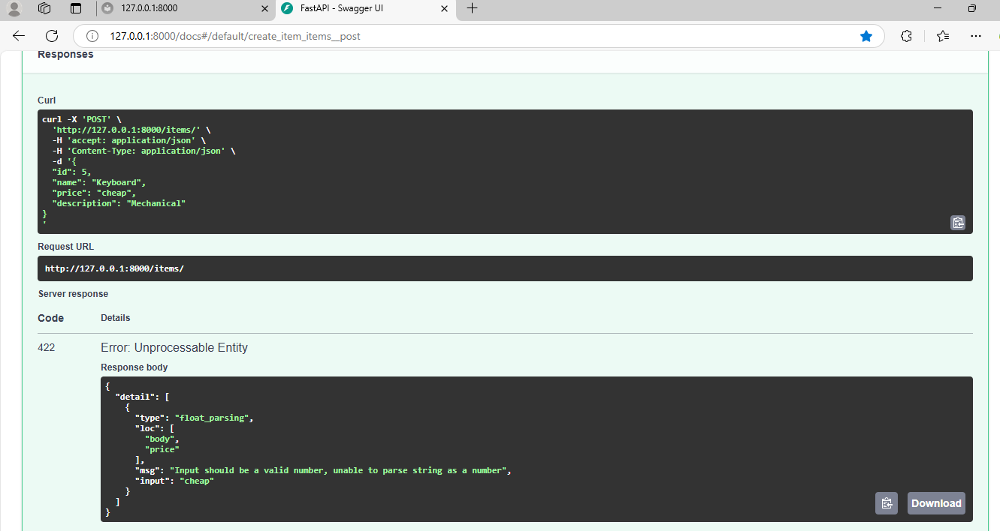 127.0.0.1:8000
FastAPI - Swagger UI
127.0.0.1:8000/docs#/default/create_item_items__post
Responses
Curl
curl -X 'POST' \
  'http://127.0.0.1:8000/items/' \
  -H 'accept: application/json' \
  -H 'Content-Type: application/json' \
  -d '{
  "id": 5,
  "name": "Keyboard",
  "price": "cheap",
  "description": "Mechanical"
}
'
Request URL
http://127.0.0.1:8000/items/
Server response
Code Details
422 Error: Unprocessable Entity
Response body
{
  "detail": [
    {
      "type": "float_parsing",
      "loc": [
        "body",
        "price"
      ],
      "msg": "Input should be a valid number, unable to parse string as a number",
      "input": "cheap"
    }
  ]
}
Download